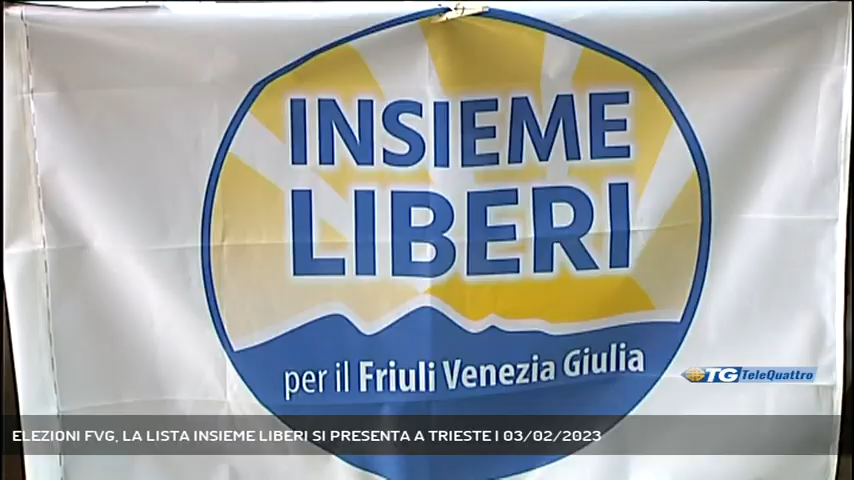 INSIEME
LIBERI
per il Friuli Venezia Giulia
TG TeleQuattro
ELEZIONI FVG, LA LISTA INSIEME LIBERI SI PRESENTA A TRIESTE | 03/02/2023